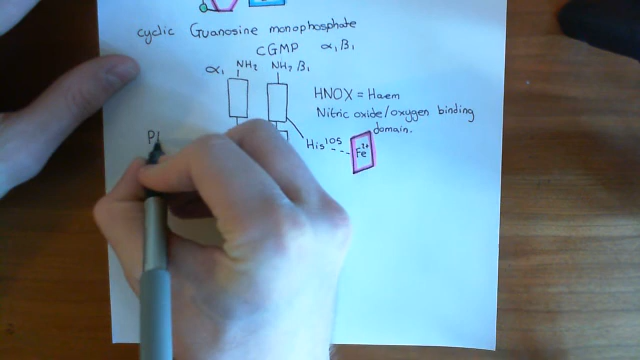 cyclic Guanosine monophosphate
CGMP α1 β1
α1 NH2 NH2 β1
HNOX = Haem
Nitric oxide/oxygen binding
domain.
His105
Fe2+